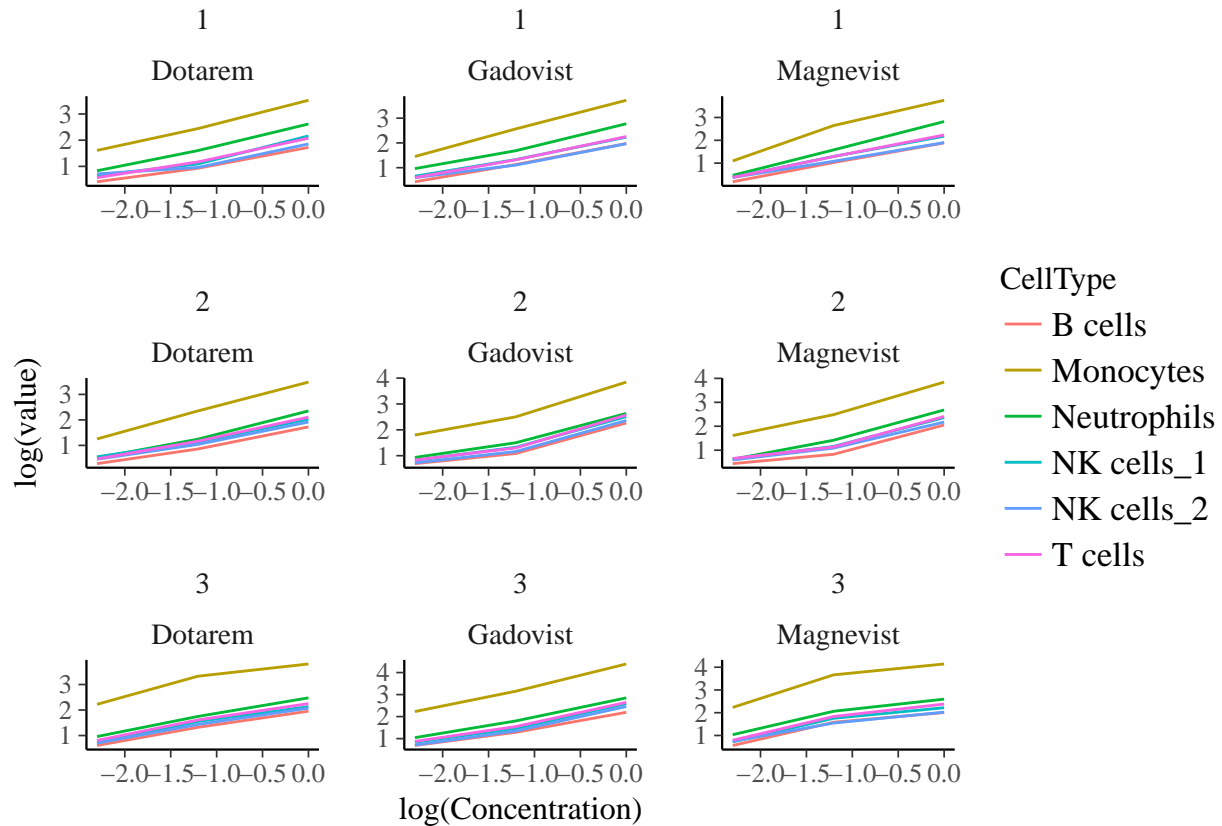 1 1 1
Dotarem Gadovist Magnevist
3 3 3
2 2 2
1 1 1
−2.0 −1.5 −1.0 −0.5 0.0 −2.0 −1.5 −1.0 −0.5 0.0 −2.0 −1.5 −1.0 −0.5 0.0
2 2 2
Dotarem Gadovist Magnevist
4 4
3 3 3
2 2 2
1 1 1
−2.0 −1.5 −1.0 −0.5 0.0 −2.0 −1.5 −1.0 −0.5 0.0 −2.0 −1.5 −1.0 −0.5 0.0
3 3 3
Dotarem Gadovist Magnevist
4 4
3 3 3
2 2 2
1 1 1
−2.0 −1.5 −1.0 −0.5 0.0 −2.0 −1.5 −1.0 −0.5 0.0 −2.0 −1.5 −1.0 −0.5 0.0
log(value)
log(Concentration)
CellType
B cells
Monocytes
Neutrophils
NK cells_1
NK cells_2
T cells